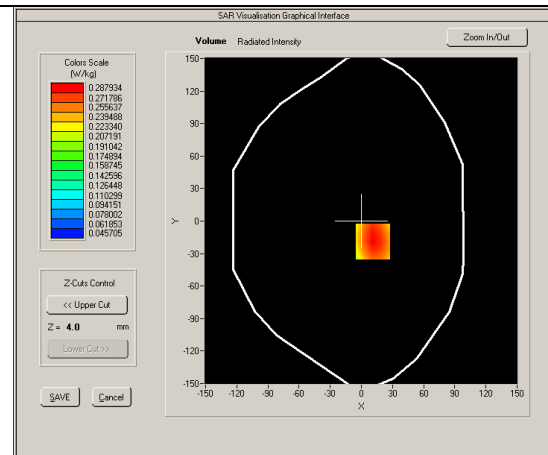 SAR Visualisation Graphical Interface
Volume Radiated Intensity
Zoom In/Out
Colors Scale
(W/kg)
0.287934
0.271786
0.255637
0.239488
0.223340
0.207191
0.191042
0.174894
0.158745
0.142596
0.126448
0.110299
0.094151
0.078002
0.061853
0.045705
Z-Cuts Control
<< Upper Cut
Z = 4.0 mm
Lower Cut >>
SAVE Cancel
150
120
90
60
30
0
-30
-60
-90
-120
-150
Y
-150 -120 -90 -60 -30 0 30 60 90 120 150
X